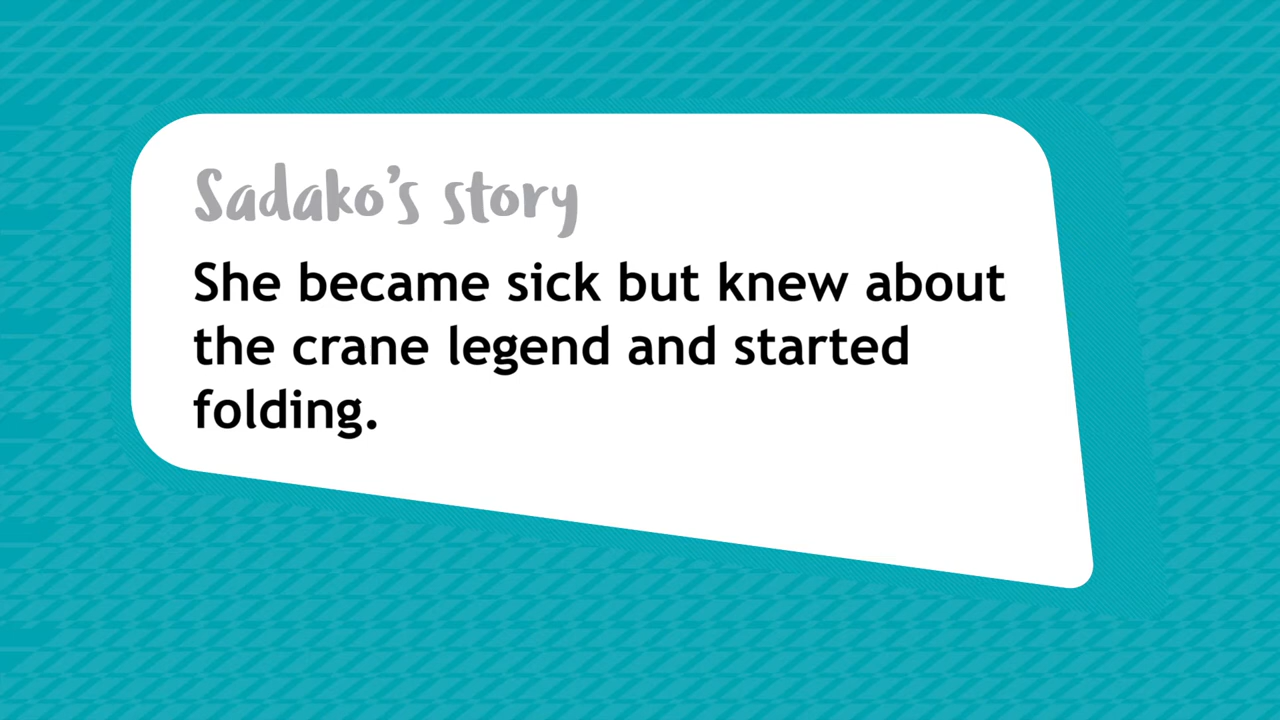 Sadako’s story
She became sick but knew about
the crane legend and started
folding.